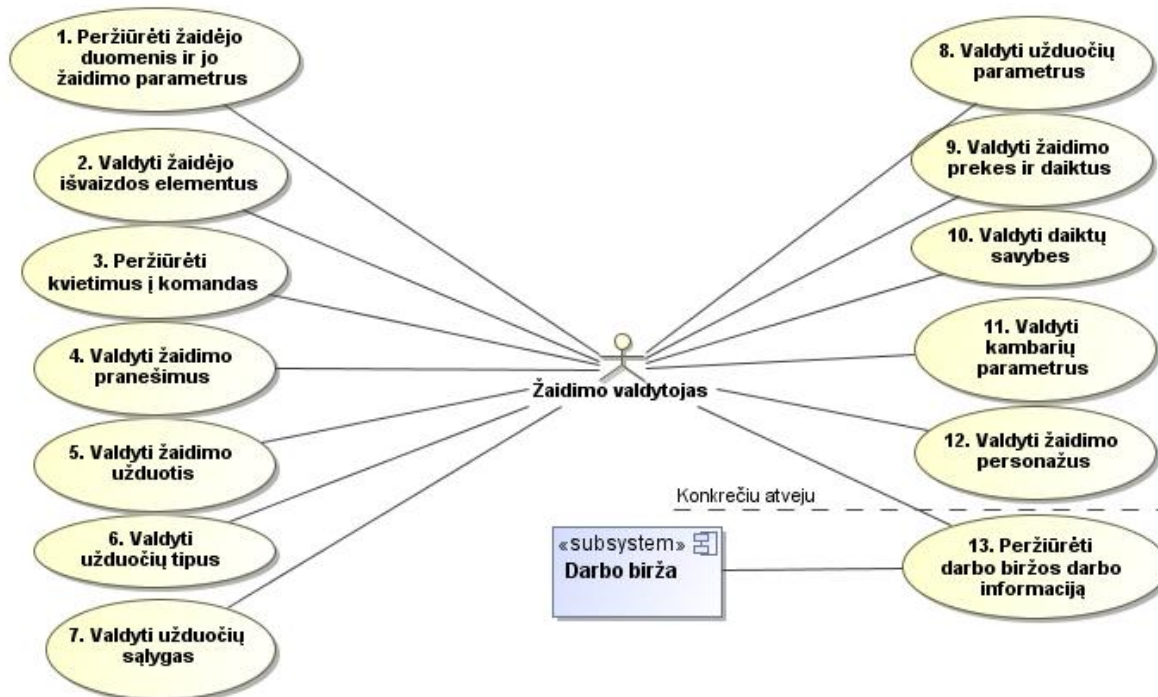 1. Peržiūrėti žaidėjo
duomenis ir jo
žaidimo parametrus
2. Valdyti žaidėjo
išvaizdos elementus
3. Peržiūrėti
kvietimus į komandas
4. Valdyti žaidimo
pranešimus
5. Valdyti žaidimo
užduotis
6. Valdyti
užduočių tipus
7. Valdyti užduočių
sąlygas
Žaidimo valdytojas
8. Valdyti užduočių
parametrus
9. Valdyti žaidimo
prekes ir daiktus
10. Valdyti daiktų
savybes
11. Valdyti
kambarių
parametrus
12. Valdyti žaidimo
personažus
Konkrečiu atveju
«subsystem»
Darbo birža
13. Peržiūrėti
darbo biržos darbo
informaciją